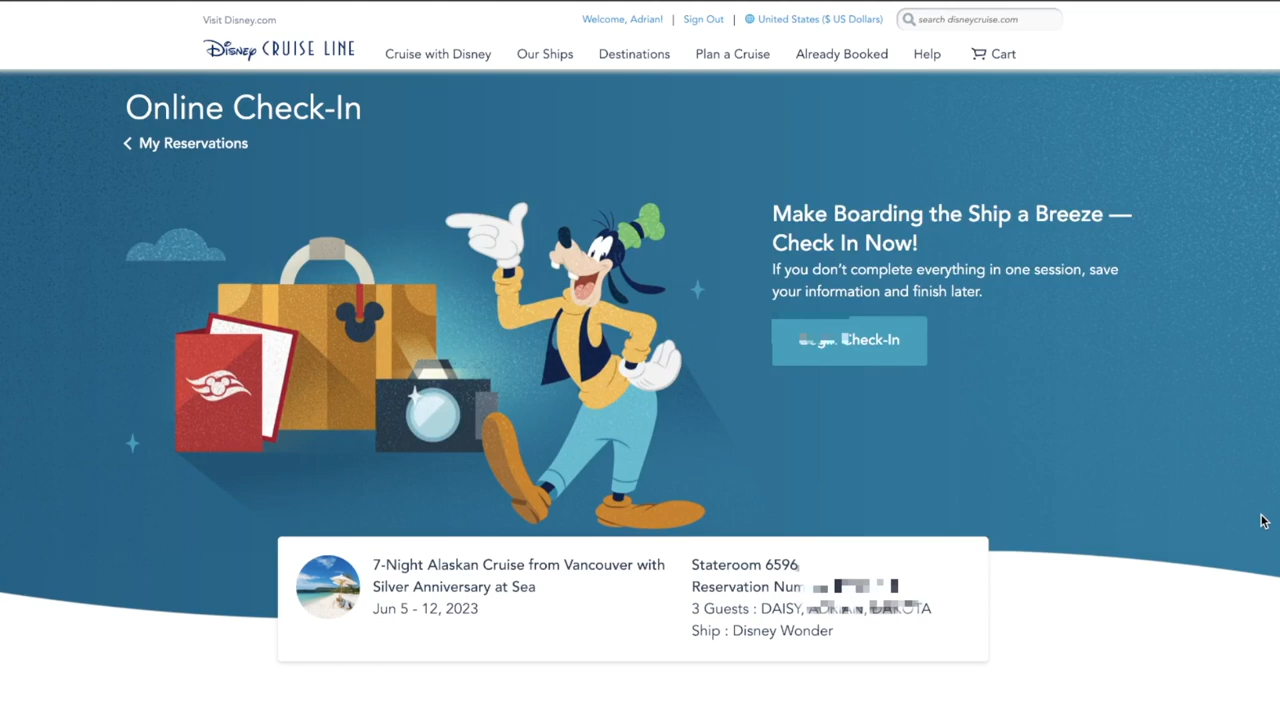 Visit Disney.com
Welcome, Adrian! | Sign Out | United States ($ US Dollars)
search disneycruise.com
Disney CRUISE LINE
Cruise with Disney
Our Ships
Destinations
Plan a Cruise
Already Booked
Help
Cart
Online Check-In
My Reservations
Make Boarding the Ship a Breeze —
Check In Now!
If you don't complete everything in one session, save
your information and finish later.
Check-In
7-Night Alaskan Cruise from Vancouver with
Silver Anniversary at Sea
Jun 5 - 12, 2023
Stateroom 6596
Reservation Num
3 Guests : DAISY,
Ship : Disney Wonder